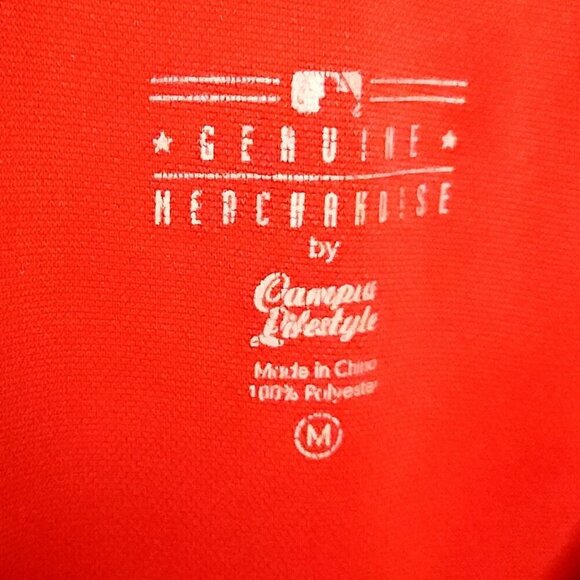 ★ GENUINE ★
MERCHANDISE
by
Campus
Lifestyle
Made in China
100% Polyester
M